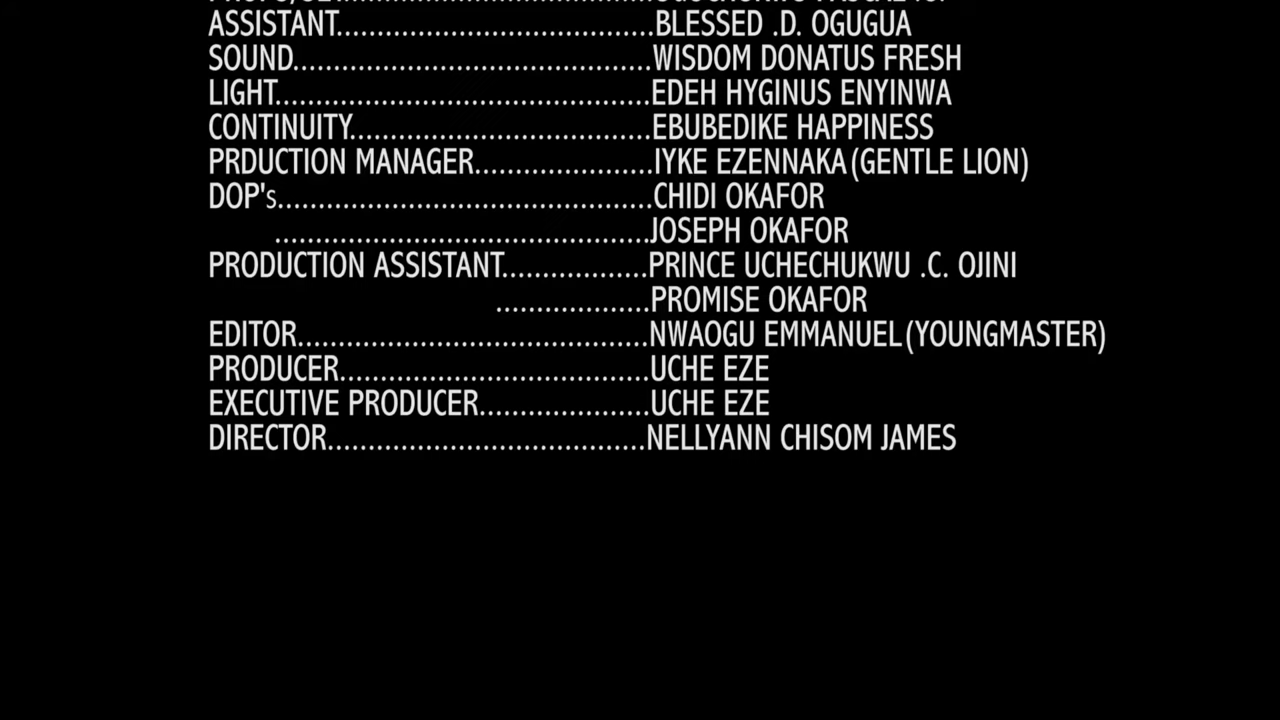 ASSISTANT...................................BLESSED .D. OGUGUA
SOUND.......................................WISDOM DONATUS FRESH
LIGHT.........................................EDEH HYGINUS ENYINWA
CONTINUITY.................................EBUBEDIKE HAPPINESS
PRDUCTION MANAGER...................IYKE EZENNAKA(GENTLE LION)
DOP's.........................................CHIDI OKAFOR
.........................................JOSEPH OKAFOR
PRODUCTION ASSISTANT................PRINCE UCHECHUKWU .C. OJINI
.................PROMISE OKAFOR
EDITOR.......................................NWAOGU EMMANUEL(YOUNGMASTER)
PRODUCER..................................UCHE EZE
EXECUTIVE PRODUCER...................UCHE EZE
DIRECTOR...................................NELLYANN CHISOM JAMES